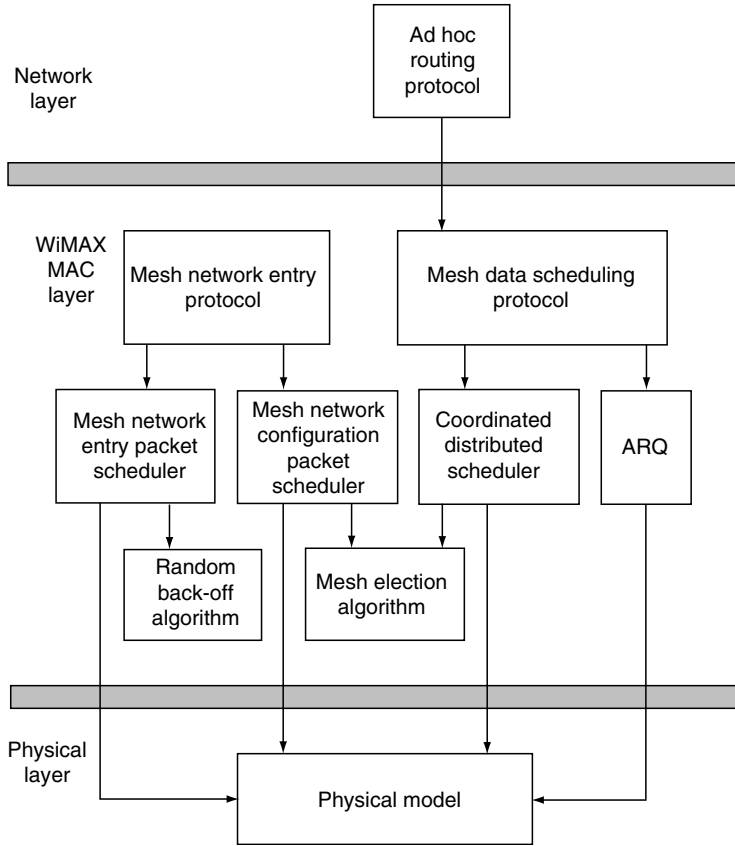 Network
layer
Ad hoc
routing
protocol
WiMAX
MAC
layer
Mesh network entry
protocol
Mesh data scheduling
protocol
Mesh network
entry packet
scheduler
Mesh network
configuration
packet
scheduler
Coordinated
distributed
scheduler
ARQ
Random
back-off
algorithm
Mesh election
algorithm
Physical
layer
Physical model